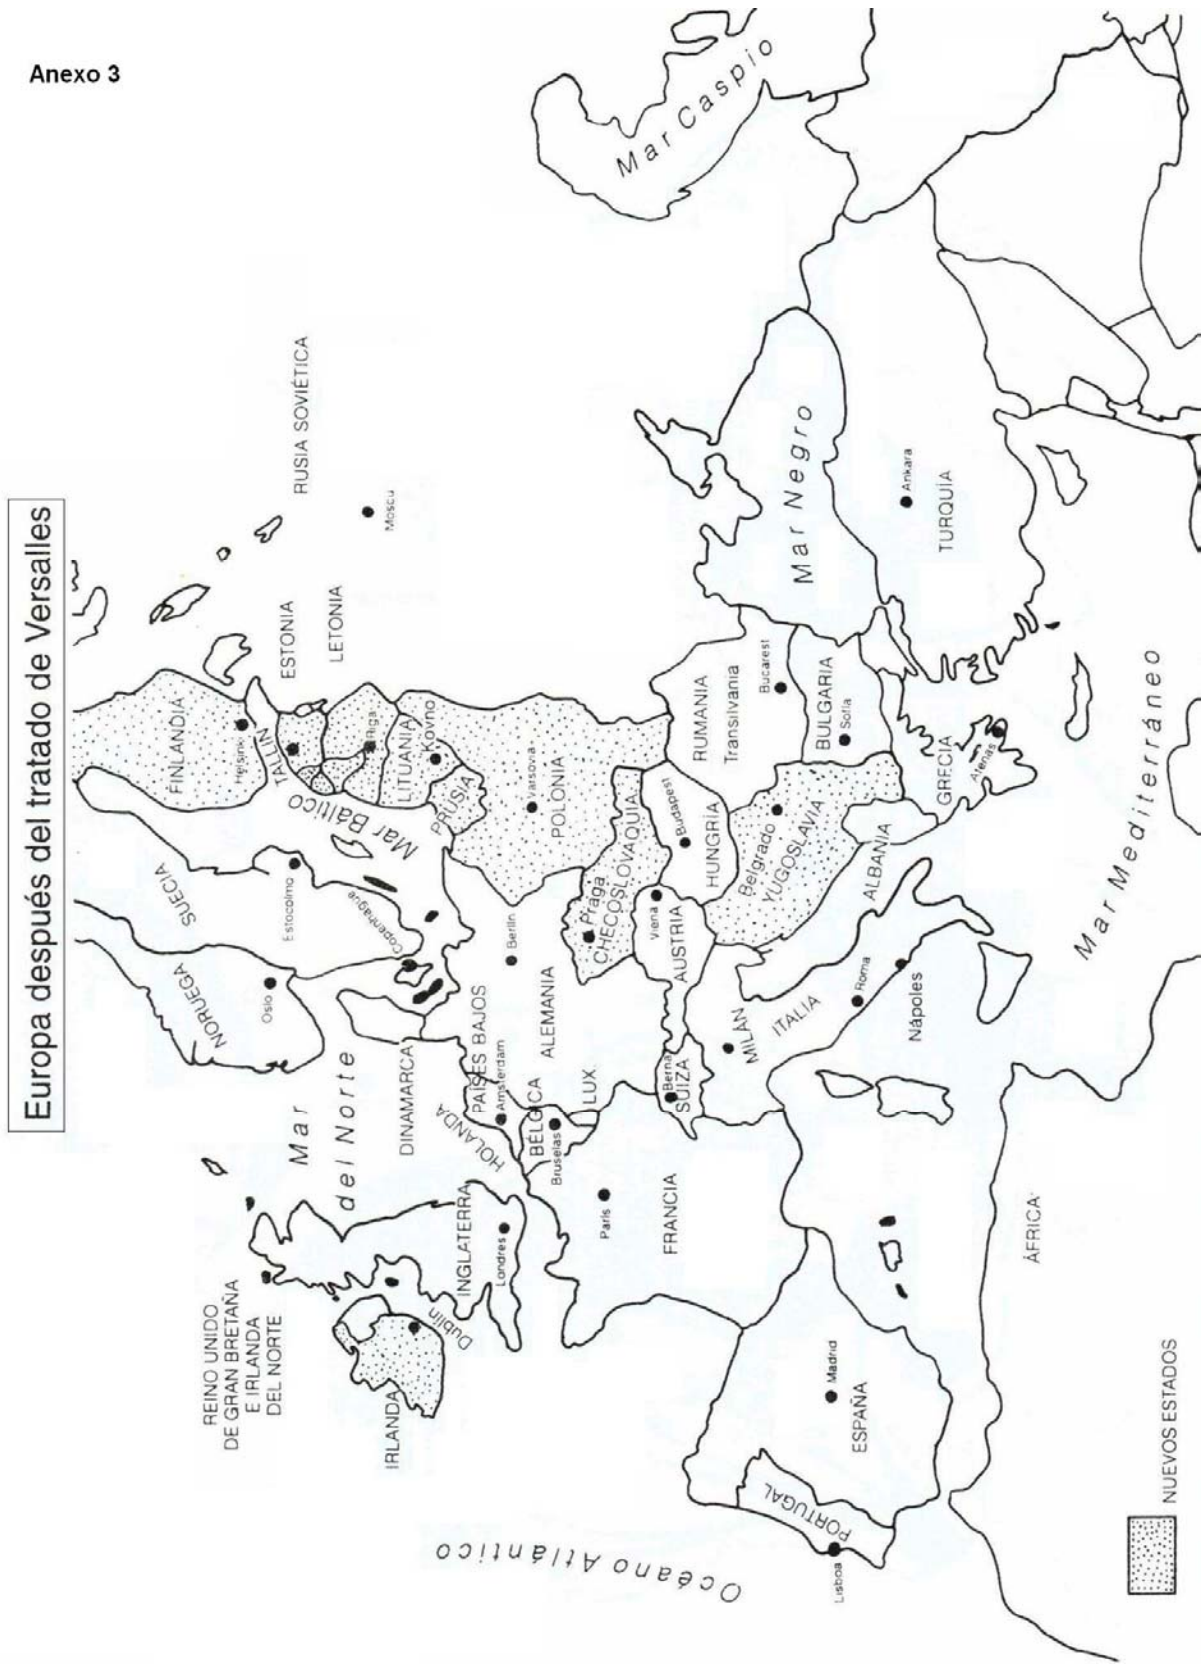 Anexo 3
Europa después del tratado de Versalles
REINO UNIDO
DE GRAN BRETAÑA
E IRLANDA
DEL NORTE
IRLANDA
Dublín
INGLATERRA
Londres
Océano Atlántico
Mar
del Norte
NORUEGA
Oslo
SUECIA
Estocolmo
FINLANDIA
Helsinki
TALIN
ESTONIA
LETONIA
Riga
LITUANIA
Kovno
RUSIA SOVIÉTICA
Moscú
Mar Báltico
Copenhague
DINAMARCA
PRUSIA
HOLANDA
PAÍSES BAJOS
Amsterdam
BÉLGICA
Bruselas
LUX
ALEMANIA
Berlín
POLONIA
Varsovia
Praga
CHECOSLOVAQUIA
París
FRANCIA
Berna
SUIZA
Viena
AUSTRIA
Budapest
HUNGRÍA
RUMANIA
Transilvania
Bucarest
Belgrado
YUGOSLAVIA
BULGARIA
Sofía
MILÁN
ITALIA
Roma
Nápoles
ALBANIA
GRECIA
Atenas
Mar Negro
Mar Caspio
Ankara
TURQUÍA
PORTUGAL
Lisboa
Madrid
ESPAÑA
Mar Mediterráneo
ÁFRICA
NUEVOS ESTADOS